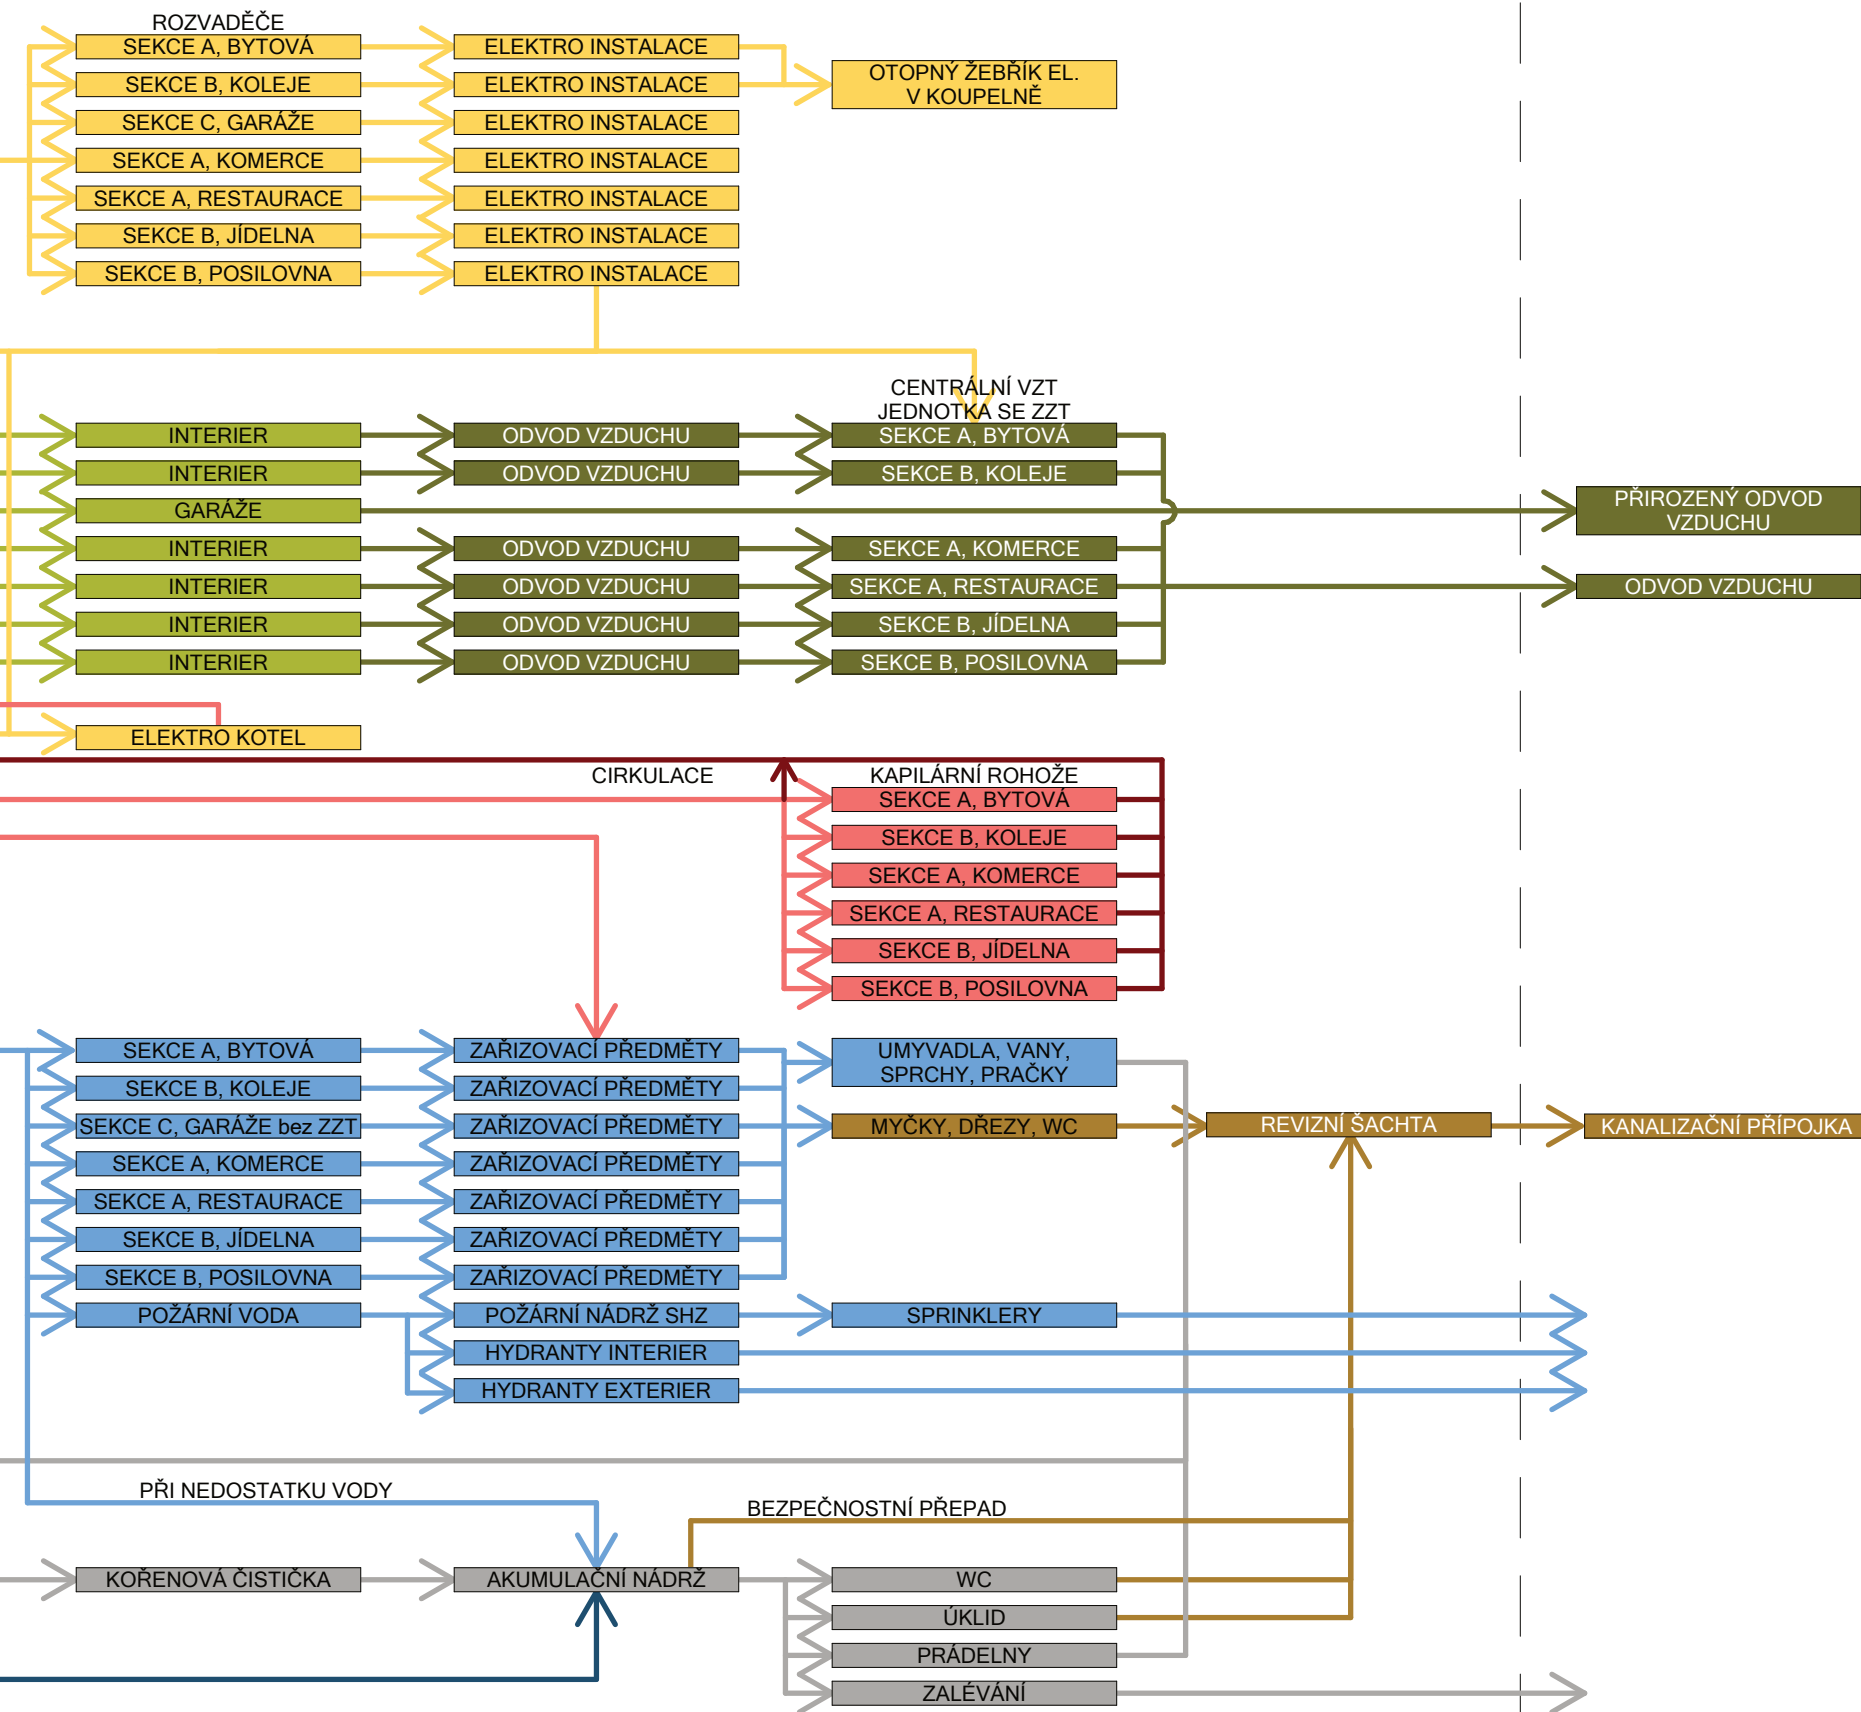 ROZVADĚČE
SEKCE A, BYTOVÁ ELEKTRO INSTALACE
OTOPNÝ ŽEBŘÍK EL.
V KOUPELNĚ
SEKCE B, KOLEJE ELEKTRO INSTALACE
SEKCE C, GARÁŽE ELEKTRO INSTALACE
SEKCE A, KOMERCE ELEKTRO INSTALACE
SEKCE A, RESTAURACE ELEKTRO INSTALACE
SEKCE B, JÍDELNA ELEKTRO INSTALACE
SEKCE B, POSILOVNA ELEKTRO INSTALACE
CENTRÁLNÍ VZT
JEDNOTKA SE ZZT
INTERIER ODVOD VZDUCHU SEKCE A, BYTOVÁ
INTERIER ODVOD VZDUCHU SEKCE B, KOLEJE
GARÁŽE PŘIROZENÝ ODVOD
VZDUCHU
INTERIER ODVOD VZDUCHU SEKCE A, KOMERCE
INTERIER ODVOD VZDUCHU SEKCE A, RESTAURACE ODVOD VZDUCHU
INTERIER ODVOD VZDUCHU SEKCE B, JÍDELNA
INTERIER ODVOD VZDUCHU SEKCE B, POSILOVNA
ELEKTRO KOTEL
CIRKULACE KAPILÁRNÍ ROHOŽE
SEKCE A, BYTOVÁ
SEKCE B, KOLEJE
SEKCE A, KOMERCE
SEKCE A, RESTAURACE
SEKCE B, JÍDELNA
SEKCE B, POSILOVNA
SEKCE A, BYTOVÁ ZAŘIZOVACÍ PŘEDMĚTY UMYVADLA, VANY,
SPRCHY, PRAČKY
SEKCE B, KOLEJE ZAŘIZOVACÍ PŘEDMĚTY
SEKCE C, GARÁŽE bez ZZT ZAŘIZOVACÍ PŘEDMĚTY MYČKY, DŘEZY, WC REVIZNÍ ŠACHTA KANALIZAČNÍ PŘÍPOJKA
SEKCE A, KOMERCE ZAŘIZOVACÍ PŘEDMĚTY
SEKCE A, RESTAURACE ZAŘIZOVACÍ PŘEDMĚTY
SEKCE B, JÍDELNA ZAŘIZOVACÍ PŘEDMĚTY
SEKCE B, POSILOVNA ZAŘIZOVACÍ PŘEDMĚTY
POŽÁRNÍ VODA POŽÁRNÍ NÁDRŽ SHZ SPRINKLERY
HYDRANTY INTERIER
HYDRANTY EXTERIER
PŘI NEDOSTATKU VODY
BEZPEČNOSTNÍ PŘEPAD
KOŘENOVÁ ČISTIČKA AKUMULAČNÍ NÁDRŽ WC
ÚKLID
PRÁDELNY
ZALÉVÁNÍ